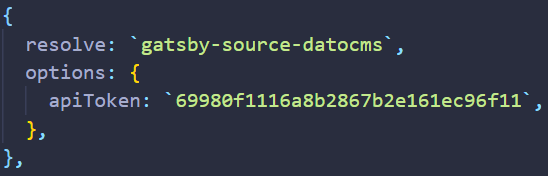 {
resolve: `gatsby-source-datocms`,
options: {
apiToken: `69980f1116a8b2867b2e161ec96f11`,
},
},